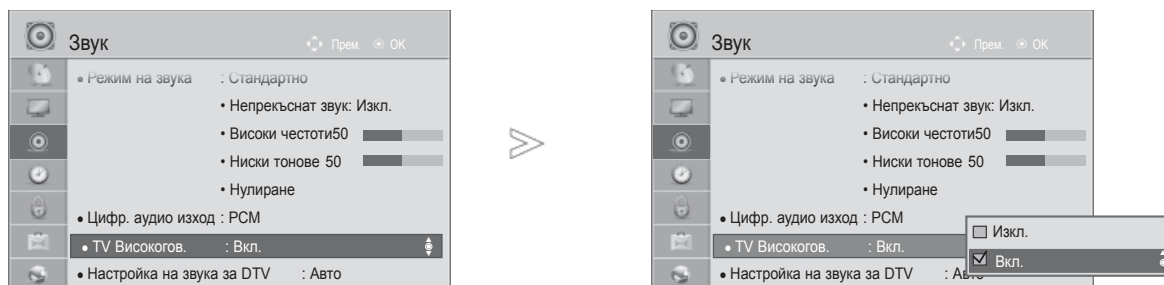 Звук Прем. OK
• Режим на звука : Стандартно
• Непрекъснат звук: Изкл.
• Високи честоти50
• Ниски тонове 50
• Нулиране
• Цифр. аудио изход : PCM
• TV Високогов. : Вкл.
• Настройка на звука за DTV : Авто
Звук Прем. OK
• Режим на звука : Стандартно
• Непрекъснат звук: Изкл.
• Високи честоти50
• Ниски тонове 50
• Нулиране
• Цифр. аудио изход : PCM
• TV Високогов. : Вкл.
• Настройка на звука за DTV : Авто
Изкл.
Вкл.